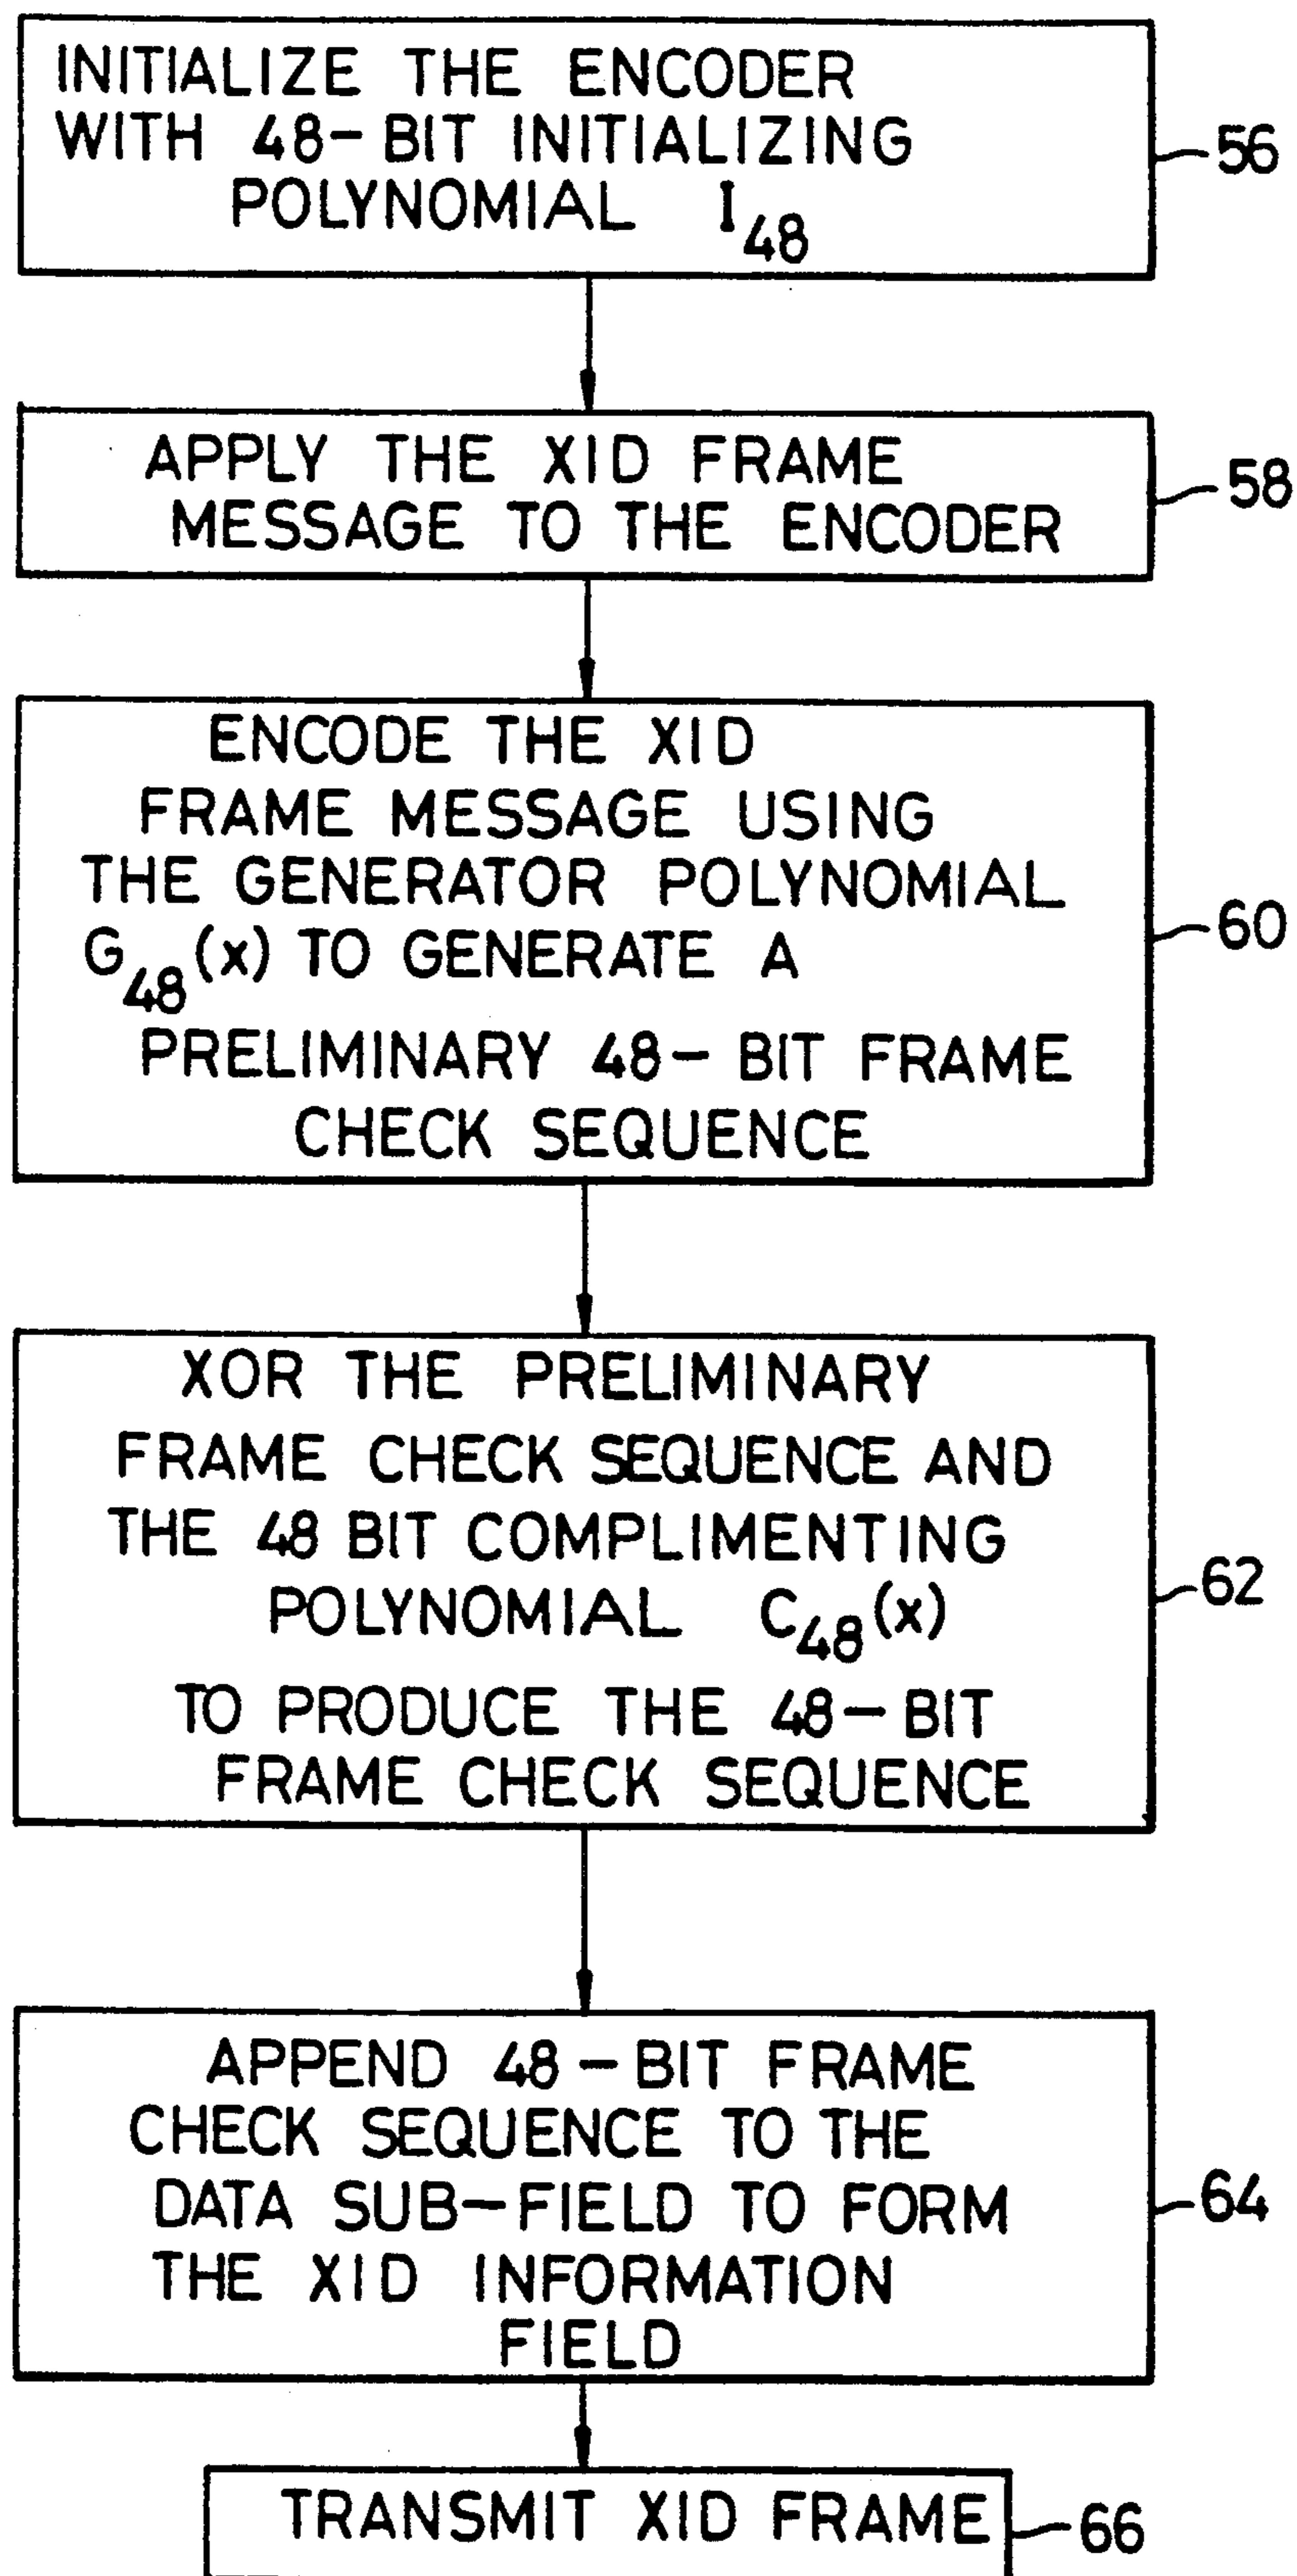 INITIALIZE THE ENCODER
WITH 48-BIT INITIALIZING
POLYNOMIAL I48
56
APPLY THE XID FRAME
MESSAGE TO THE ENCODER
58
ENCODE THE XID
FRAME MESSAGE USING
THE GENERATOR POLYNOMIAL
G48(x) TO GENERATE A
PRELIMINARY 48- BIT FRAME
CHECK SEQUENCE
60
XOR THE PRELIMINARY
FRAME CHECK SEQUENCE AND
THE 48 BIT COMPLIMENTING
POLYNOMIAL C48(x)
TO PRODUCE THE 48-BIT
FRAME CHECK SEQUENCE
62
APPEND 48-BIT FRAME
CHECK SEQUENCE TO THE
DATA SUB-FIELD TO FORM
THE XID INFORMATION
FIELD
64
TRANSMIT XID FRAME
66